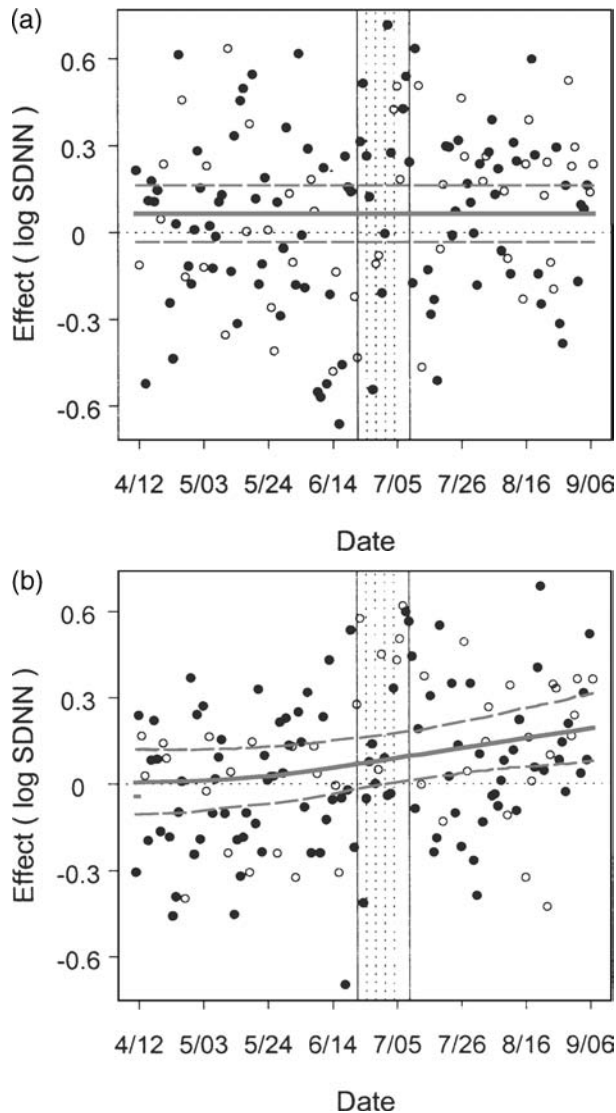 (a)
Effect ( log SDNN )
0.6
0.3
0
-0.3
-0.6
4/12 5/03 5/24 6/14 7/05 7/26 8/16 9/06
Date
(b)
Effect ( log SDNN )
0.6
0.3
0
-0.3
-0.6
4/12 5/03 5/24 6/14 7/05 7/26 8/16 9/06
Date